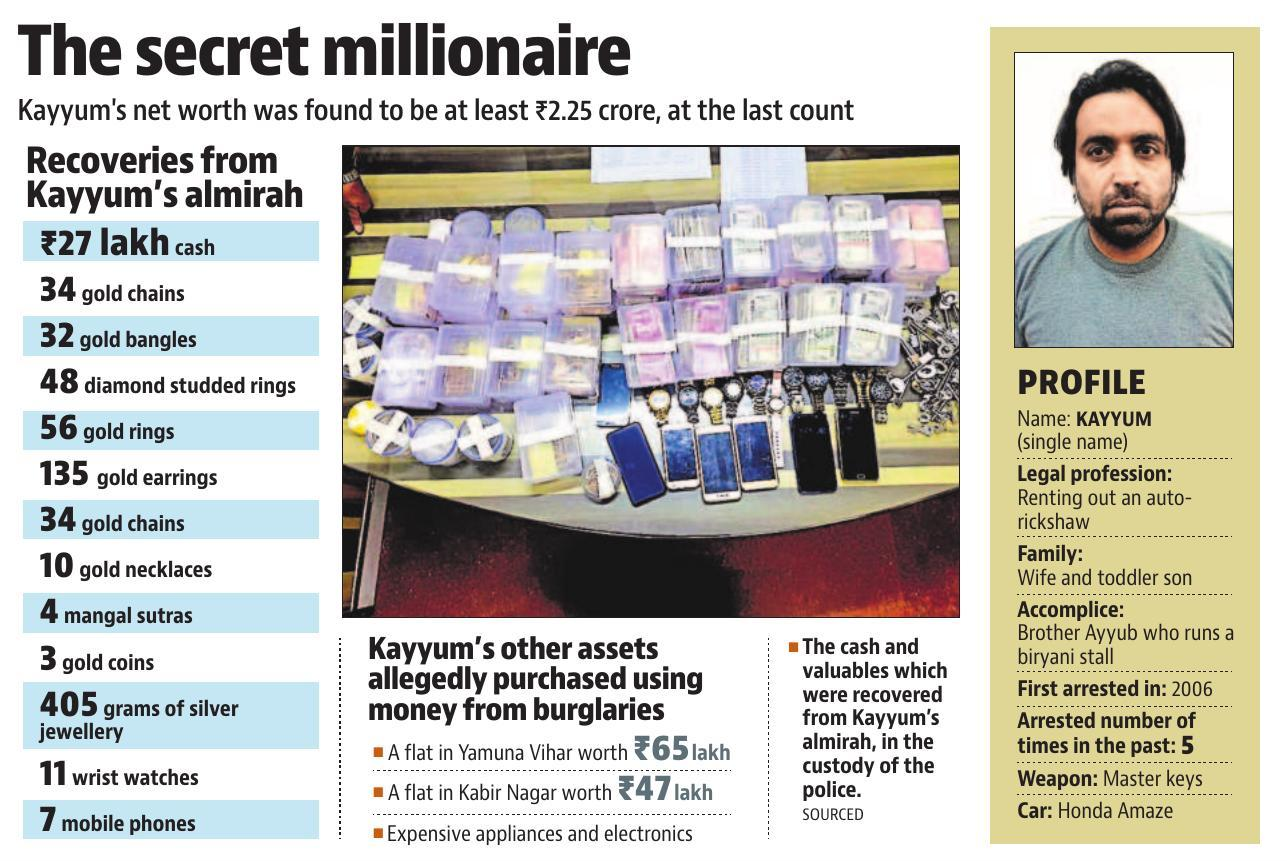 The secret millionaire
Kayyum's net worth was found to be at least ₹2.25 crore, at the last count
Recoveries from
Kayyum's almirah
₹27 lakh cash
34 gold chains
32 gold bangles
48 diamond studded rings
56 gold rings
135 gold earrings
34 gold chains
10 gold necklaces
4 mangal sutras
3 gold coins
405 grams of silver
jewellery
11 wrist watches
7 mobile phones
Kayyum's other assets
allegedly purchased using
money from burglaries
■ A flat in Yamuna Vihar worth ₹65 lakh
■ A flat in Kabir Nagar worth ₹47 lakh
■ Expensive appliances and electronics
■ The cash and
valuables which
were recovered
from Kayyum's
almirah, in the
custody of the
police.
SOURCED
PROFILE
Name: KAYYUM
(single name)
Legal profession:
Renting out an auto-
rickshaw
Family:
Wife and toddler son
Accomplice:
Brother Ayyub who runs a
biryani stall
First arrested in: 2006
Arrested number of
times in the past: 5
Weapon: Master keys
Car: Honda Amaze